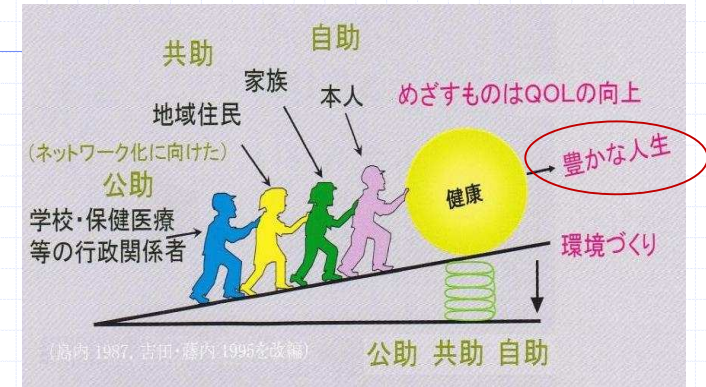 共助
自助
家族
本人
めざすものはQOLの向上
地域住民
(ネットワーク化に向けた)
公助
健康
豊かな人生
学校・保健医療
等の行政関係者
環境づくり
(島内 1987, 吉田・藤内 1995を改編)
公助 共助 自助